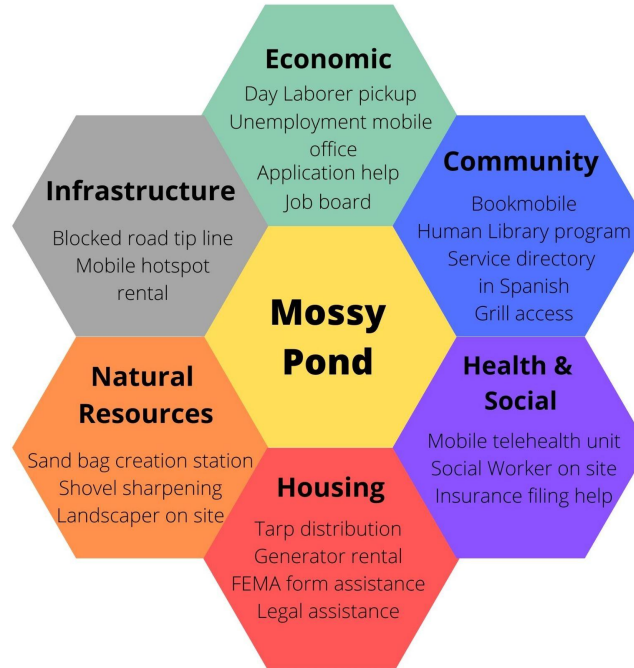 Economic
Day Laborer pickup
Unemployment mobile
office
Application help
Job board
Community
Bookmobile
Human Library program
Service directory
in Spanish
Grill access
Infrastructure
Blocked road tip line
Mobile hotspot
rental
Mossy
Pond
Natural
Resources
Sand bag creation station
Shovel sharpening
Landscaper on site
Health &
Social
Mobile telehealth unit
Social Worker on site
Insurance filing help
Housing
Tarp distribution
Generator rental
FEMA form assistance
Legal assistance